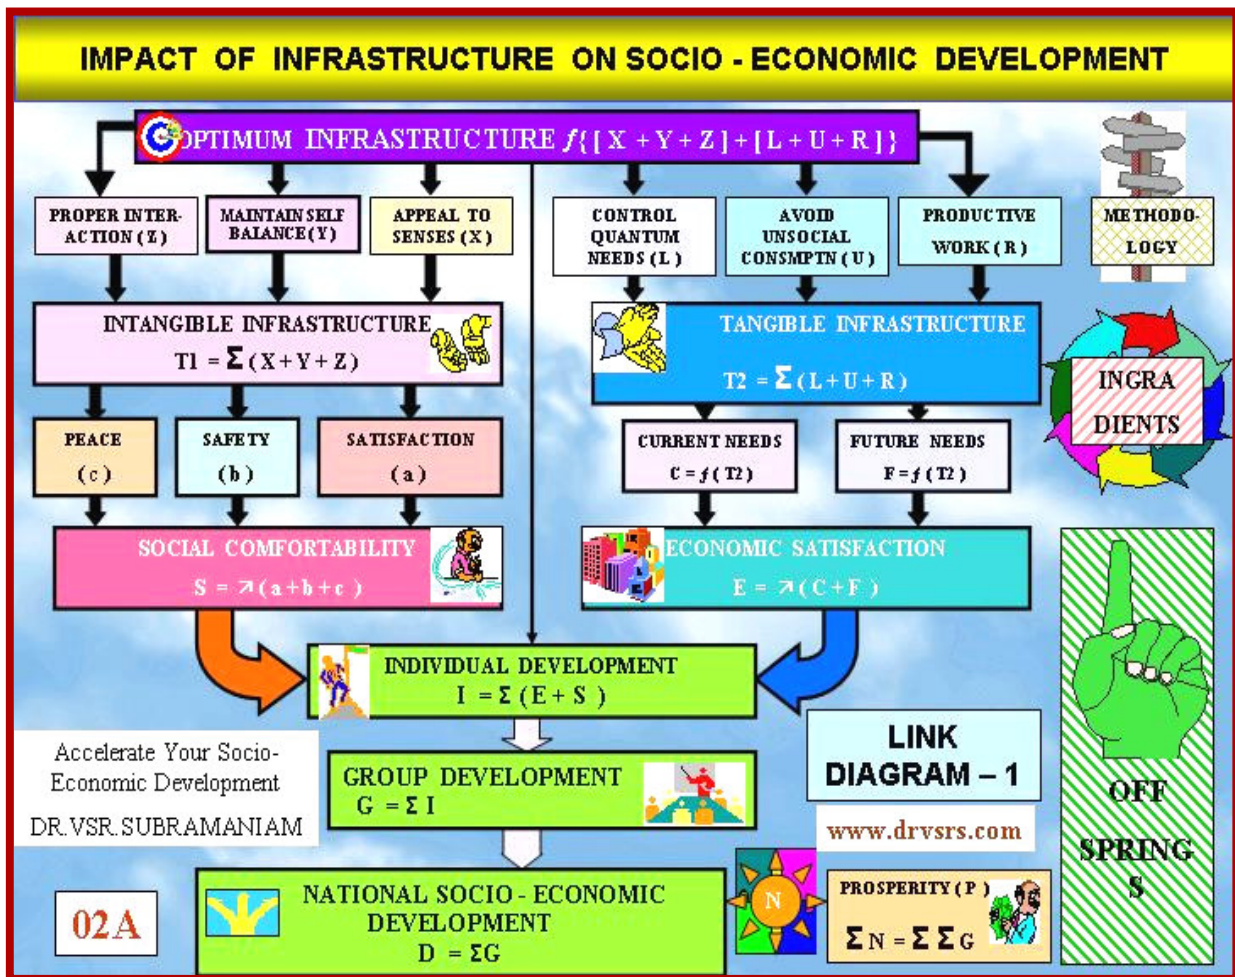 IMPACT OF INFRASTRUCTURE ON SOCIO - ECONOMIC DEVELOPMENT
OPTIMUM INFRASTRUCTURE f{[ X + Y + Z ] + [ L + U + R ]}
PROPER INTER-
ACTION ( Z )
MAINTAIN SELF
BALANCE ( Y )
APPEAL TO
SENSES ( X )
CONTROL
QUANTUM
NEEDS ( L )
AVOID
UNSOCIAL
CONSMPTN ( U )
PRODUCTIVE
WORK ( R )
METHODO-
LOGY
INTANGIBLE INFRASTRUCTURE
T1 = Σ ( X + Y + Z )
TANGIBLE INFRASTRUCTURE
T2 = Σ ( L + U + R )
INGRA
DIENTS
PEACE
( c )
SAFETY
( b )
SATISFACTION
( a )
CURRENT NEEDS
C = f ( T2 )
FUTURE NEEDS
F = f ( T2 )
SOCIAL COMFORTABILITY
S = ↗ ( a + b + c )
ECONOMIC SATISFACTION
E = ↗ ( C + F )
INDIVIDUAL DEVELOPMENT
I = Σ ( E + S )
GROUP DEVELOPMENT
G = Σ I
NATIONAL SOCIO - ECONOMIC
DEVELOPMENT
D = ΣG
Accelerate Your Socio-
Economic Development
DR.VSR.SUBRAMANIAM
02A
LINK
DIAGRAM – 1
www.drvsrs.com
N
PROSPERITY ( P )
Σ N = Σ Σ G
OFF
SPRING
S